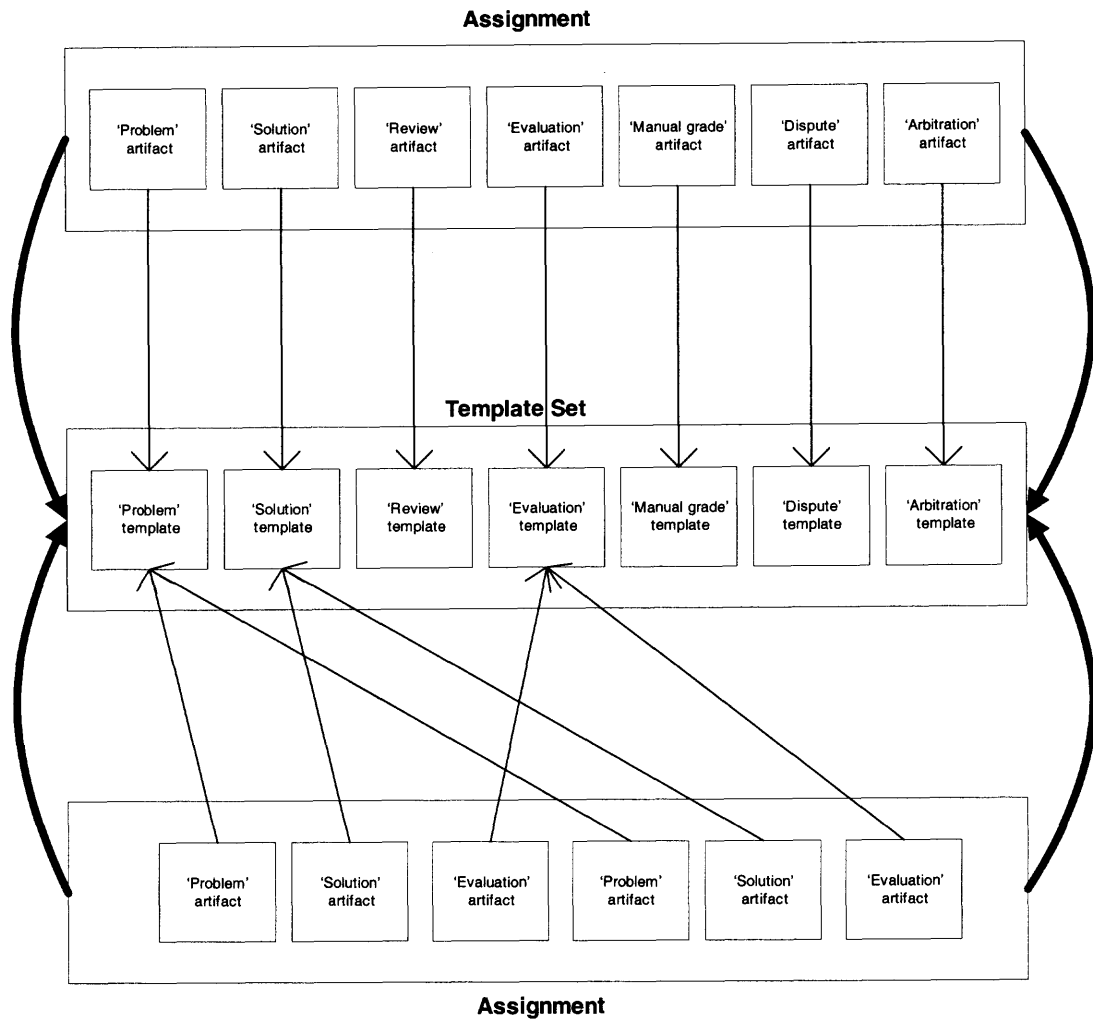 Assignment
‘Problem’
artifact
‘Solution’
artifact
‘Review’
artifact
‘Evaluation’
artifact
‘Manual grade’
artifact
‘Dispute’
artifact
‘Arbitration’
artifact
Template Set
‘Problem’
template
‘Solution’
template
‘Review’
template
‘Evaluation’
template
‘Manual grade’
template
‘Dispute’
template
‘Arbitration’
template
‘Problem’
artifact
‘Solution’
artifact
‘Evaluation’
artifact
‘Problem’
artifact
‘Solution’
artifact
‘Evaluation’
artifact
Assignment